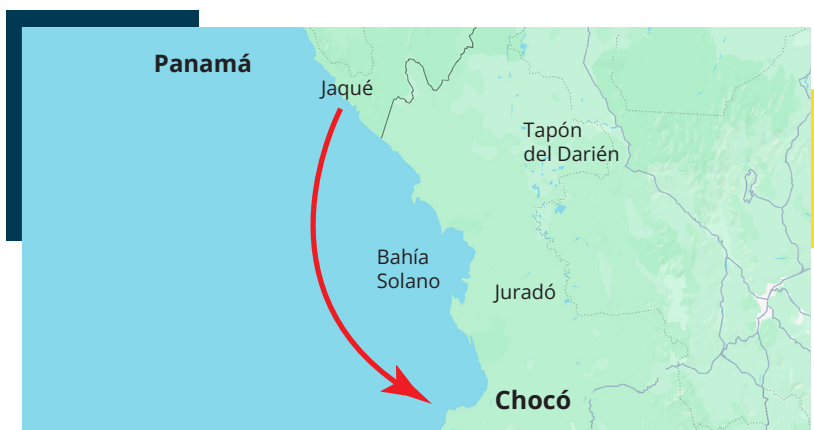 Panamá
Jaqué
Tapón
del Darién
Bahía
Solano
Juradó
Chocó